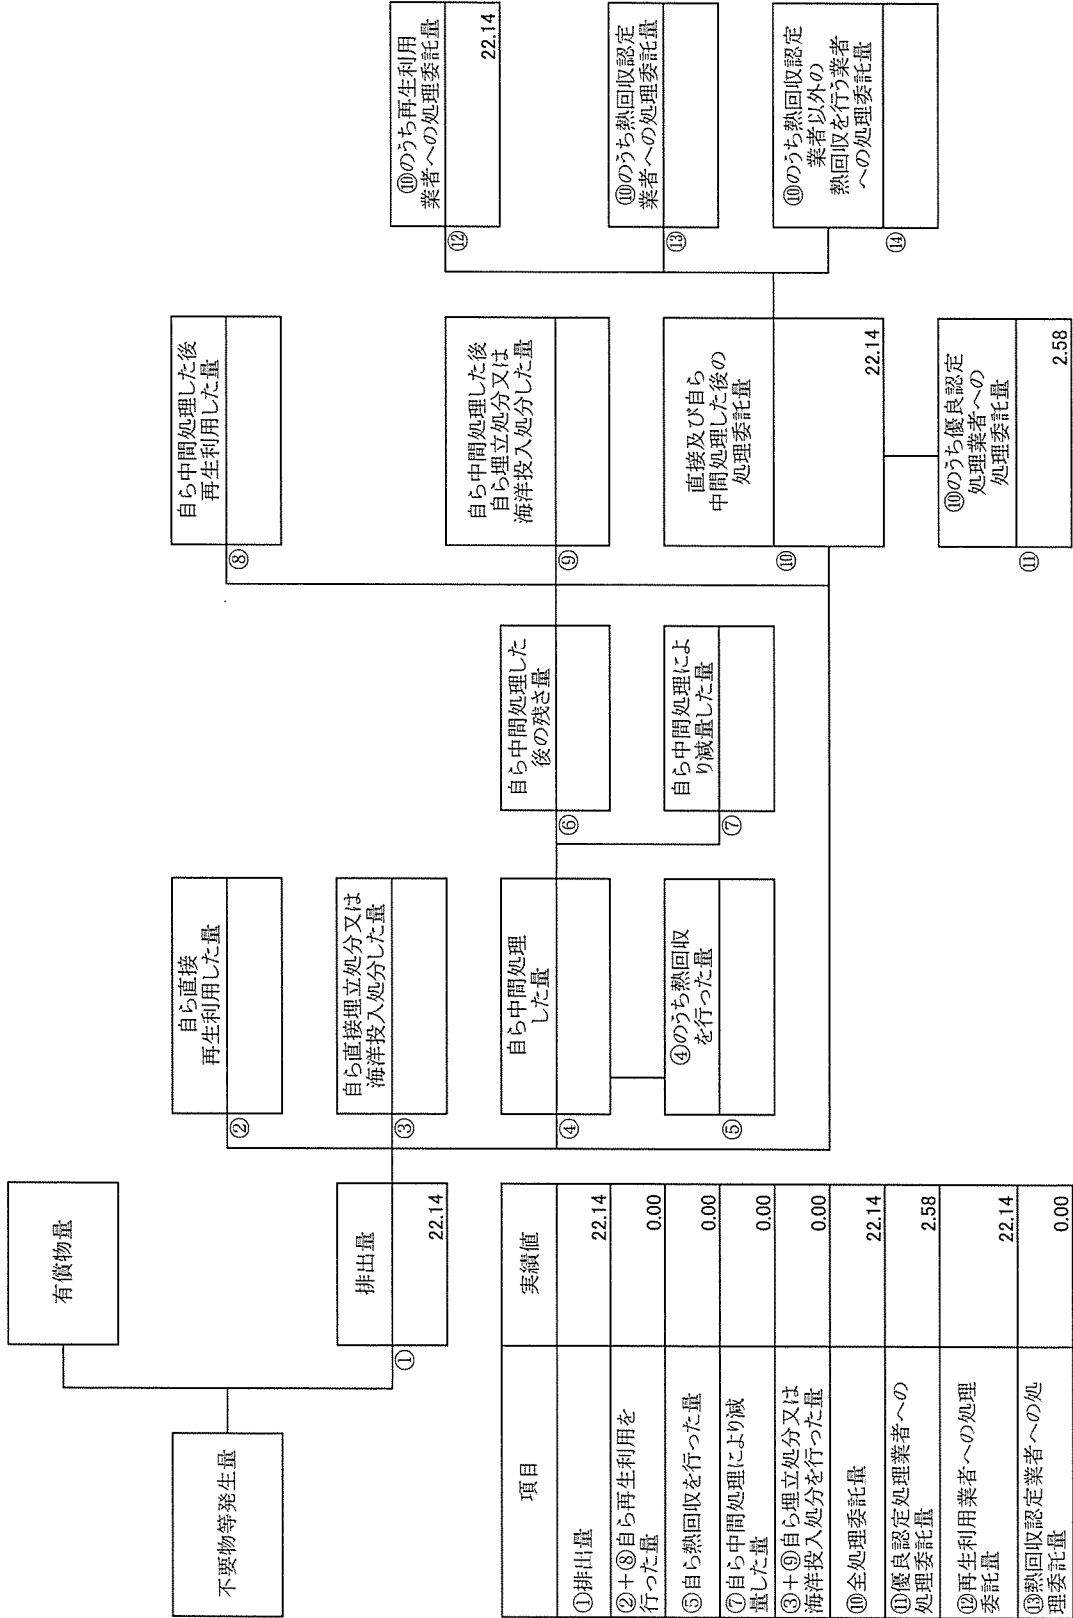 不要物等発生量
有償物量
排出量
①
22.14
自ら直接
再生利用した量
②
自ら直接埋立処分又は
海洋投入処分した量
③
自ら中間処理
した量
④
④のうち熱回収
を行った量
⑤
自ら中間処理した
後の残さ量
⑥
自ら中間処理によ
り減量した量
⑦
自ら中間処理した後
再生利用した量
⑧
自ら中間処理した後
自ら埋立処分又は
海洋投入処分した量
⑨
直接及び自ら
中間処理した後の
処理委託量
⑩
22.14
⑩のうち優良認定
処理業者への
処理委託量
⑪
2.58
⑩のうち再生利用
業者への処理委託量
⑫
22.14
⑩のうち熱回収認定
業者への処理委託量
⑬
⑩のうち熱回収認定
業者以外の
熱回収を行う業者
への処理委託量
⑭
項目 実績値
①排出量 22.14
②+⑧自ら再生利用を
行った量 0.00
⑤自ら熱回収を行った量 0.00
⑦自ら中間処理により減
量した量 0.00
③+⑨自ら埋立処分又は
海洋投入処分を行った量 0.00
⑩全処理委託量 22.14
⑪優良認定処理業者への
処理委託量 2.58
⑫再生利用業者への処理
委託量 22.14
⑬熱回収認定業者への処
理委託量 0.00